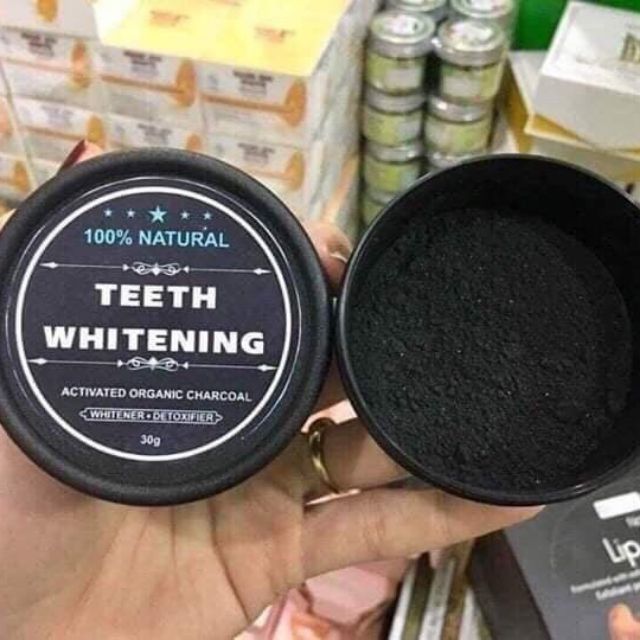 100% NATURAL
TEETH
WHITENING
ACTIVATED ORGANIC CHARCOAL
WHITENER • DETOXIFIER
30g
Lip